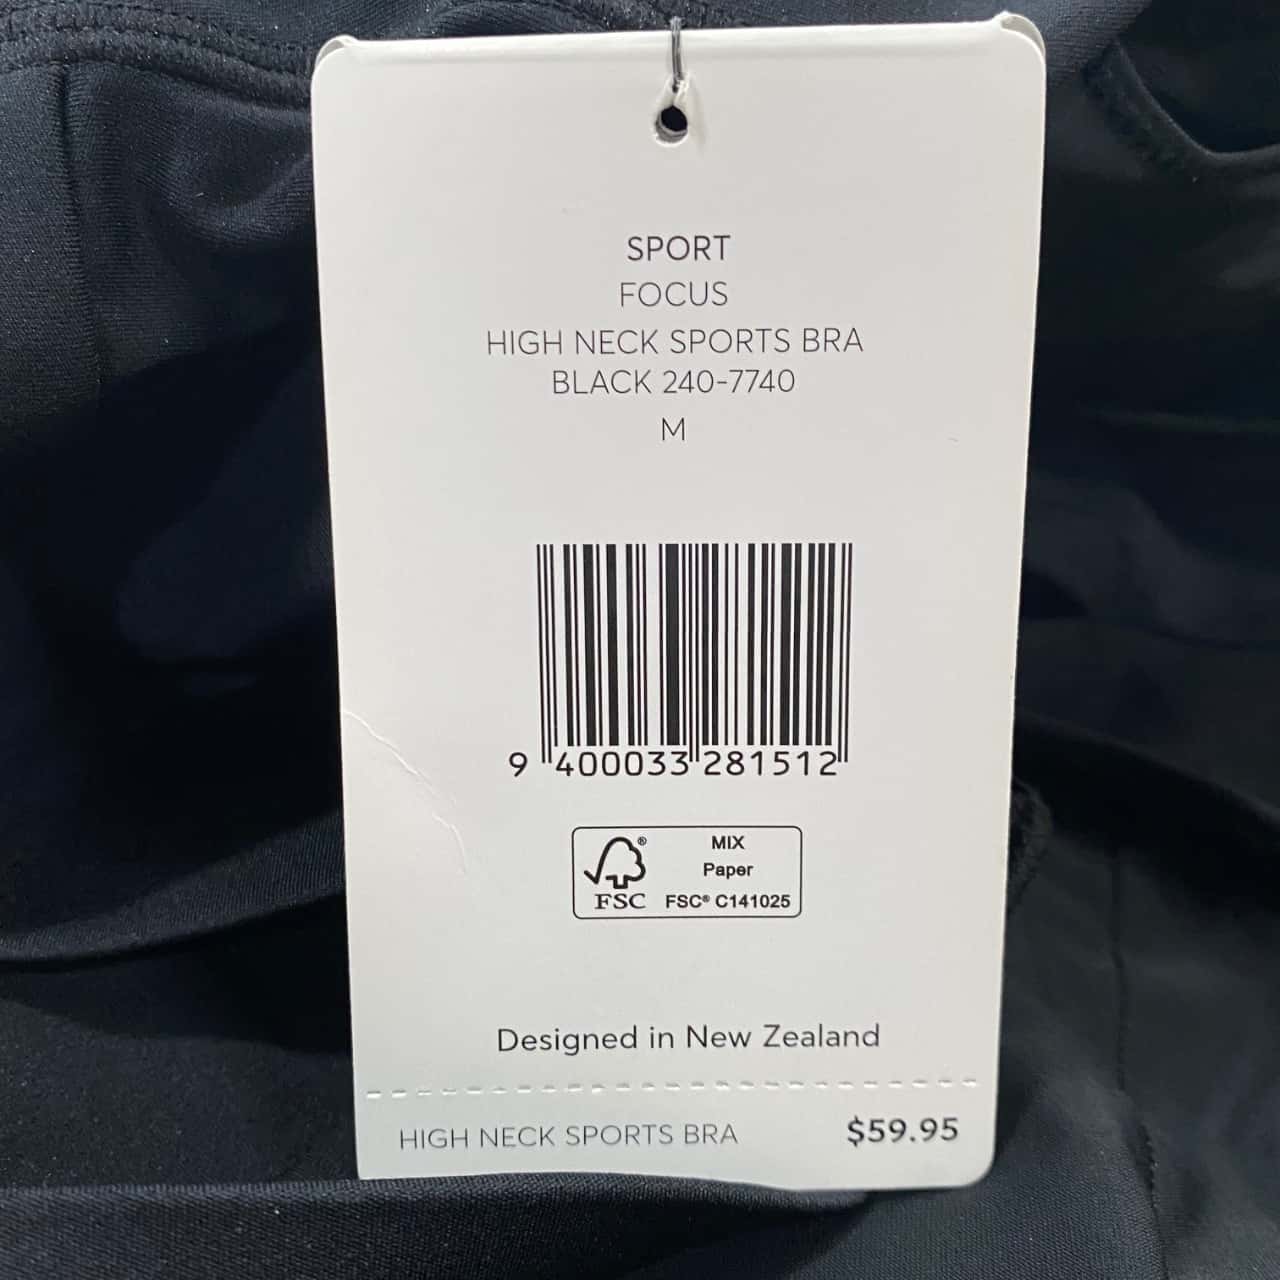 SPORT
FOCUS
HIGH NECK SPORTS BRA
BLACK 240-7740
M
9 400033 281512
® MIX
Paper
FSC FSC® C141025
Designed in New Zealand
HIGH NECK SPORTS BRA $59.95